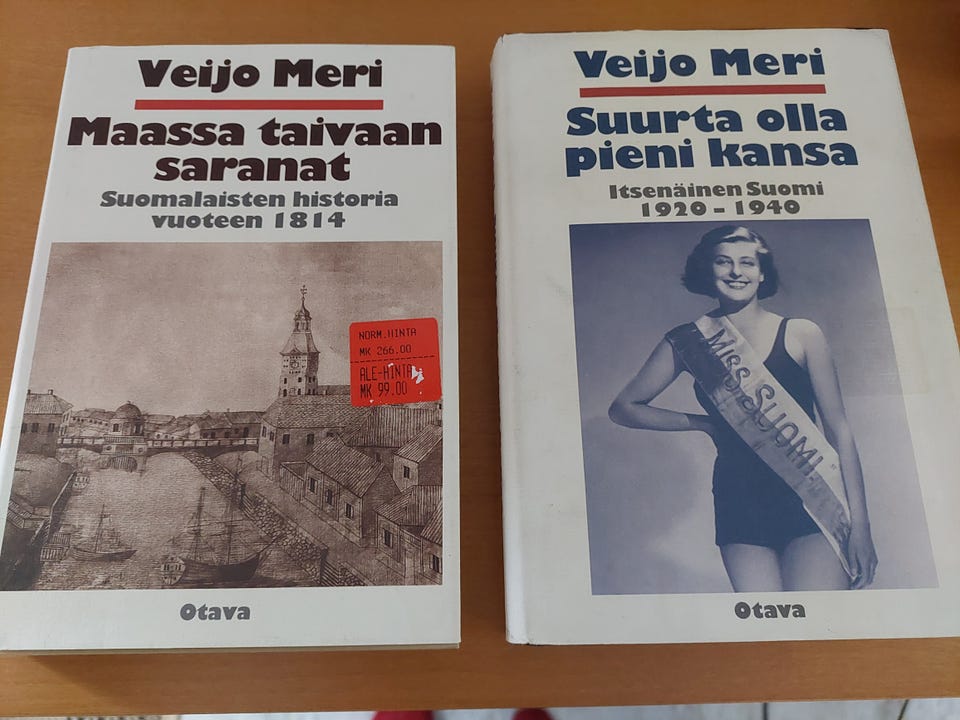 Veijo Meri
Maassa taivaan
saranat
Suomalaisten historia
vuoteen 1814
NORM.HINTA
MK 266.00
ALE-HINTA
MK 99.00
Otava
Veijo Meri
Suurta olla
pieni kansa
Itsenäinen Suomi
1920 – 1940
MISS SUOMI
Otava